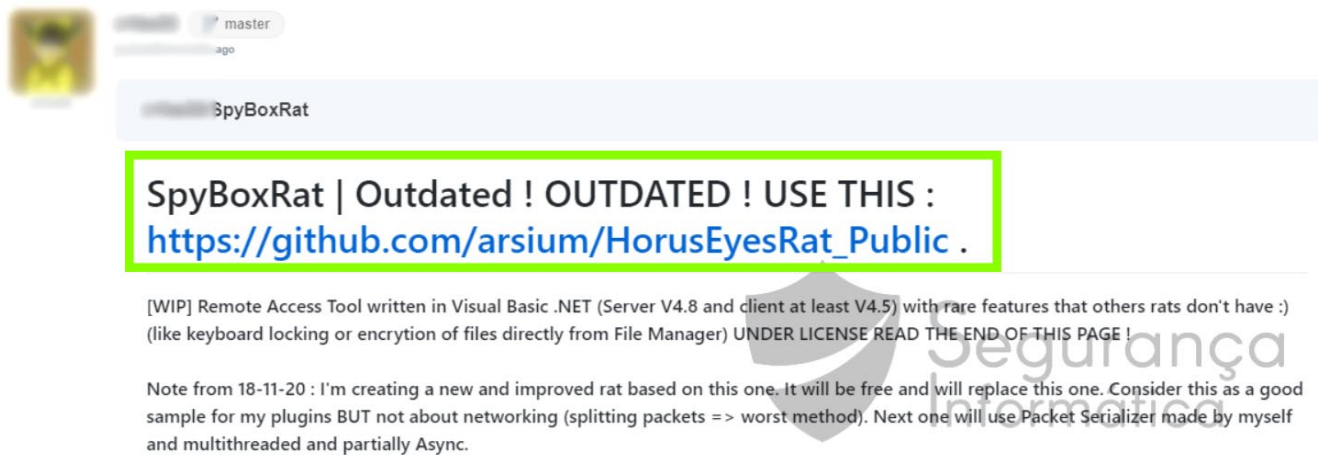 master
ago
SpyBoxRat
SpyBoxRat | Outdated ! OUTDATED ! USE THIS :
https://github.com/arsium/HorusEyesRat_Public .
[WIP] Remote Access Tool written in Visual Basic .NET (Server V4.8 and client at least V4.5) with rare features that others rats don't have :)
(like keyboard locking or encrytion of files directly from File Manager) UNDER LICENSE READ THE END OF THIS PAGE !
Segurança
Note from 18-11-20 : I'm creating a new and improved rat based on this one. It will be free and will replace this one. Consider this as a good
sample for my plugins BUT not about networking (splitting packets => worst method). Next one will use Packet Serializer made by myself
Informática
and multithreaded and partially Async.